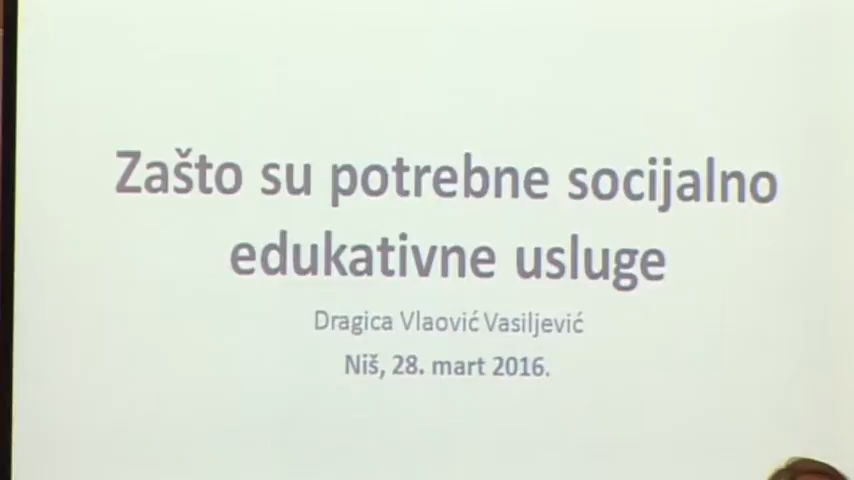 Zašto su potrebne socijalno
edukativne usluge
Dragica Vlaović Vasiljević
Niš, 28. mart 2016.